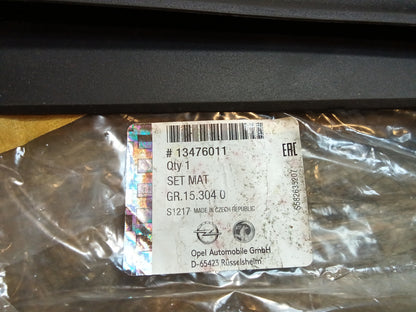 # 13476011
Qty 1
SET MAT
GR.15.304 0
S1217 MADE IN CZECH REPUBLIC
Opel Automobile GmbH
D-65423 Rüsselsheim
EAC